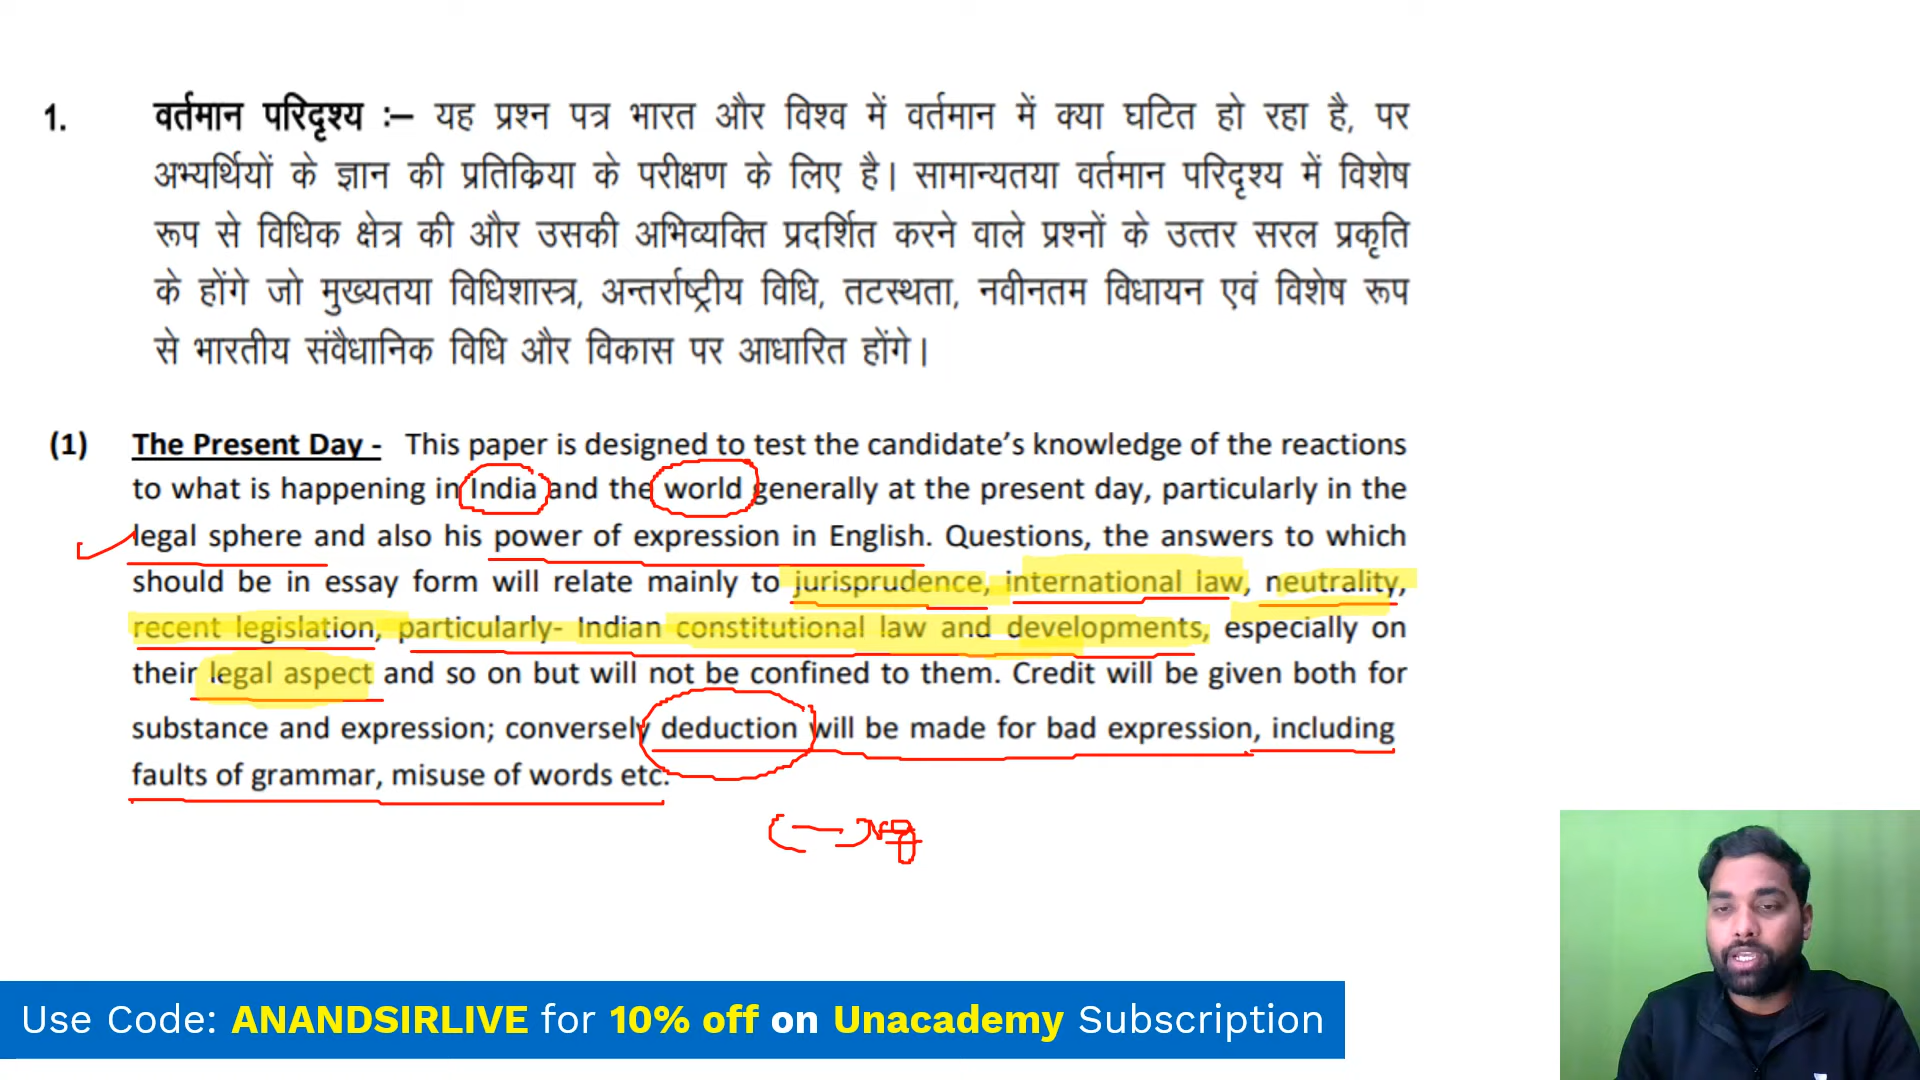 1. वर्तमान परिदृश्य :– यह प्रश्न पत्र भारत और विश्व में वर्तमान में क्या घटित हो रहा है, पर
अभ्यर्थियों के ज्ञान की प्रतिक्रिया के परीक्षण के लिए है। सामान्यतया वर्तमान परिदृश्य में विशेष
रूप से विधिक क्षेत्र की और उसकी अभिव्यक्ति प्रदर्शित करने वाले प्रश्नों के उत्तर सरल प्रकृति
के होंगे जो मुख्यतया विधिशास्त्र, अन्तर्राष्ट्रीय विधि, तटस्थता, नवीनतम विधायन एवं विशेष रूप
से भारतीय संवैधानिक विधि और विकास पर आधारित होंगे।
(1) The Present Day - This paper is designed to test the candidate’s knowledge of the reactions
to what is happening in India and the world generally at the present day, particularly in the
legal sphere and also his power of expression in English. Questions, the answers to which
should be in essay form will relate mainly to jurisprudence, international law, neutrality,
recent legislation, particularly- Indian constitutional law and developments, especially on
their legal aspect and so on but will not be confined to them. Credit will be given both for
substance and expression; conversely deduction will be made for bad expression, including
faults of grammar, misuse of words etc.
Use Code: ANANDSIRLIVE for 10% off on Unacademy Subscription